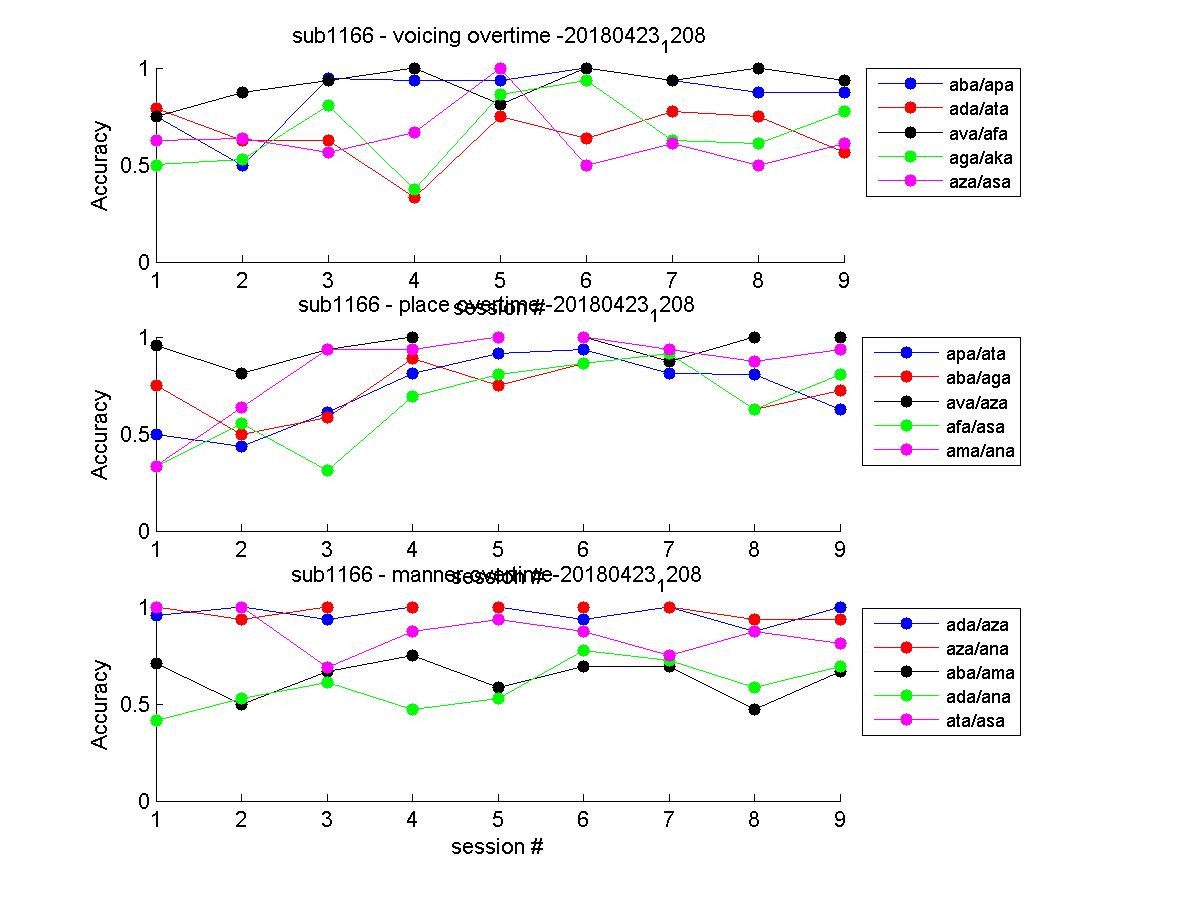 sub1166 - voicing overtime -20180423₁208
1
0.5
0
Accuracy
1 2 3 4 5 6 7 8 9
session #
aba/apa
ada/ata
ava/afa
aga/aka
aza/asa
sub1166 - place overtime -20180423₁208
1
0.5
0
Accuracy
1 2 3 4 5 6 7 8 9
session #
apa/ata
aba/aga
ava/aza
afa/asa
ama/ana
sub1166 - manner overtime-20180423₁208
1
0.5
0
Accuracy
1 2 3 4 5 6 7 8 9
session #
ada/aza
aza/ana
aba/ama
ada/ana
ata/asa